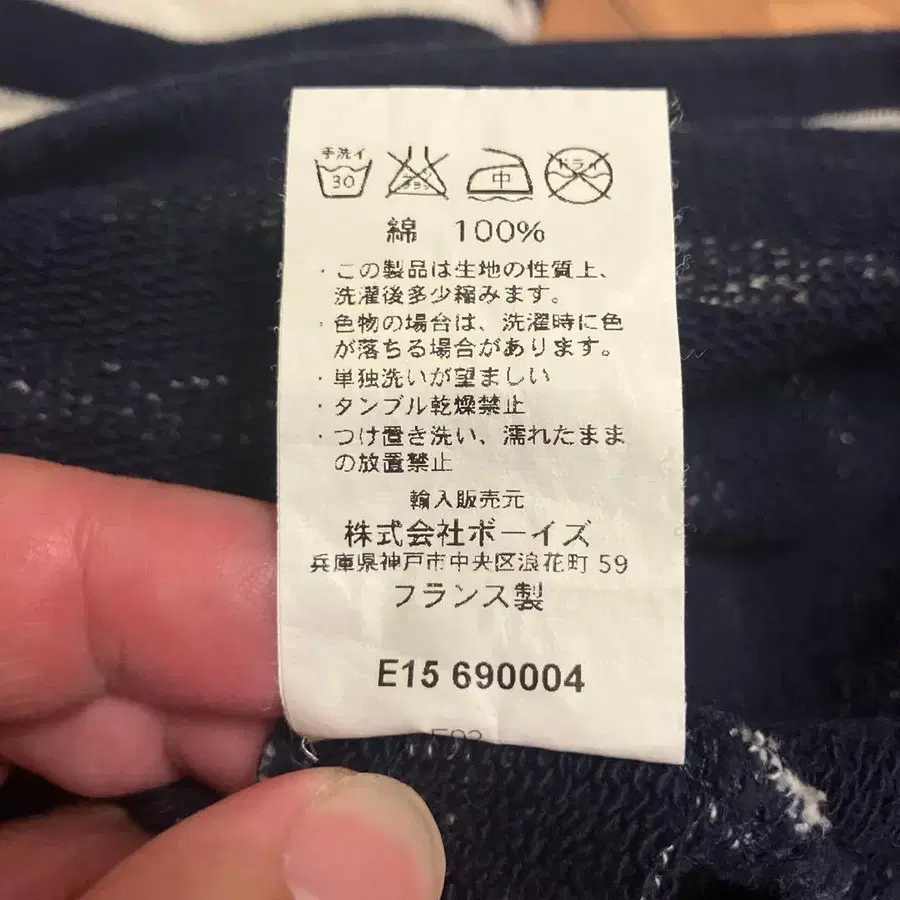 手洗イ
30
中
ドライ
綿 100%
・この製品は生地の性質上、
洗濯後多少縮みます。
・色物の場合は、洗濯時に色
が落ちる場合があります。
・単独洗いが望ましい
・タンブル乾燥禁止
・つけ置き洗い、濡れたまま
の放置禁止
輸入販売元
株式会社ボーイズ
兵庫県神戸市中央区浪花町 59
フランス製
E15 690004